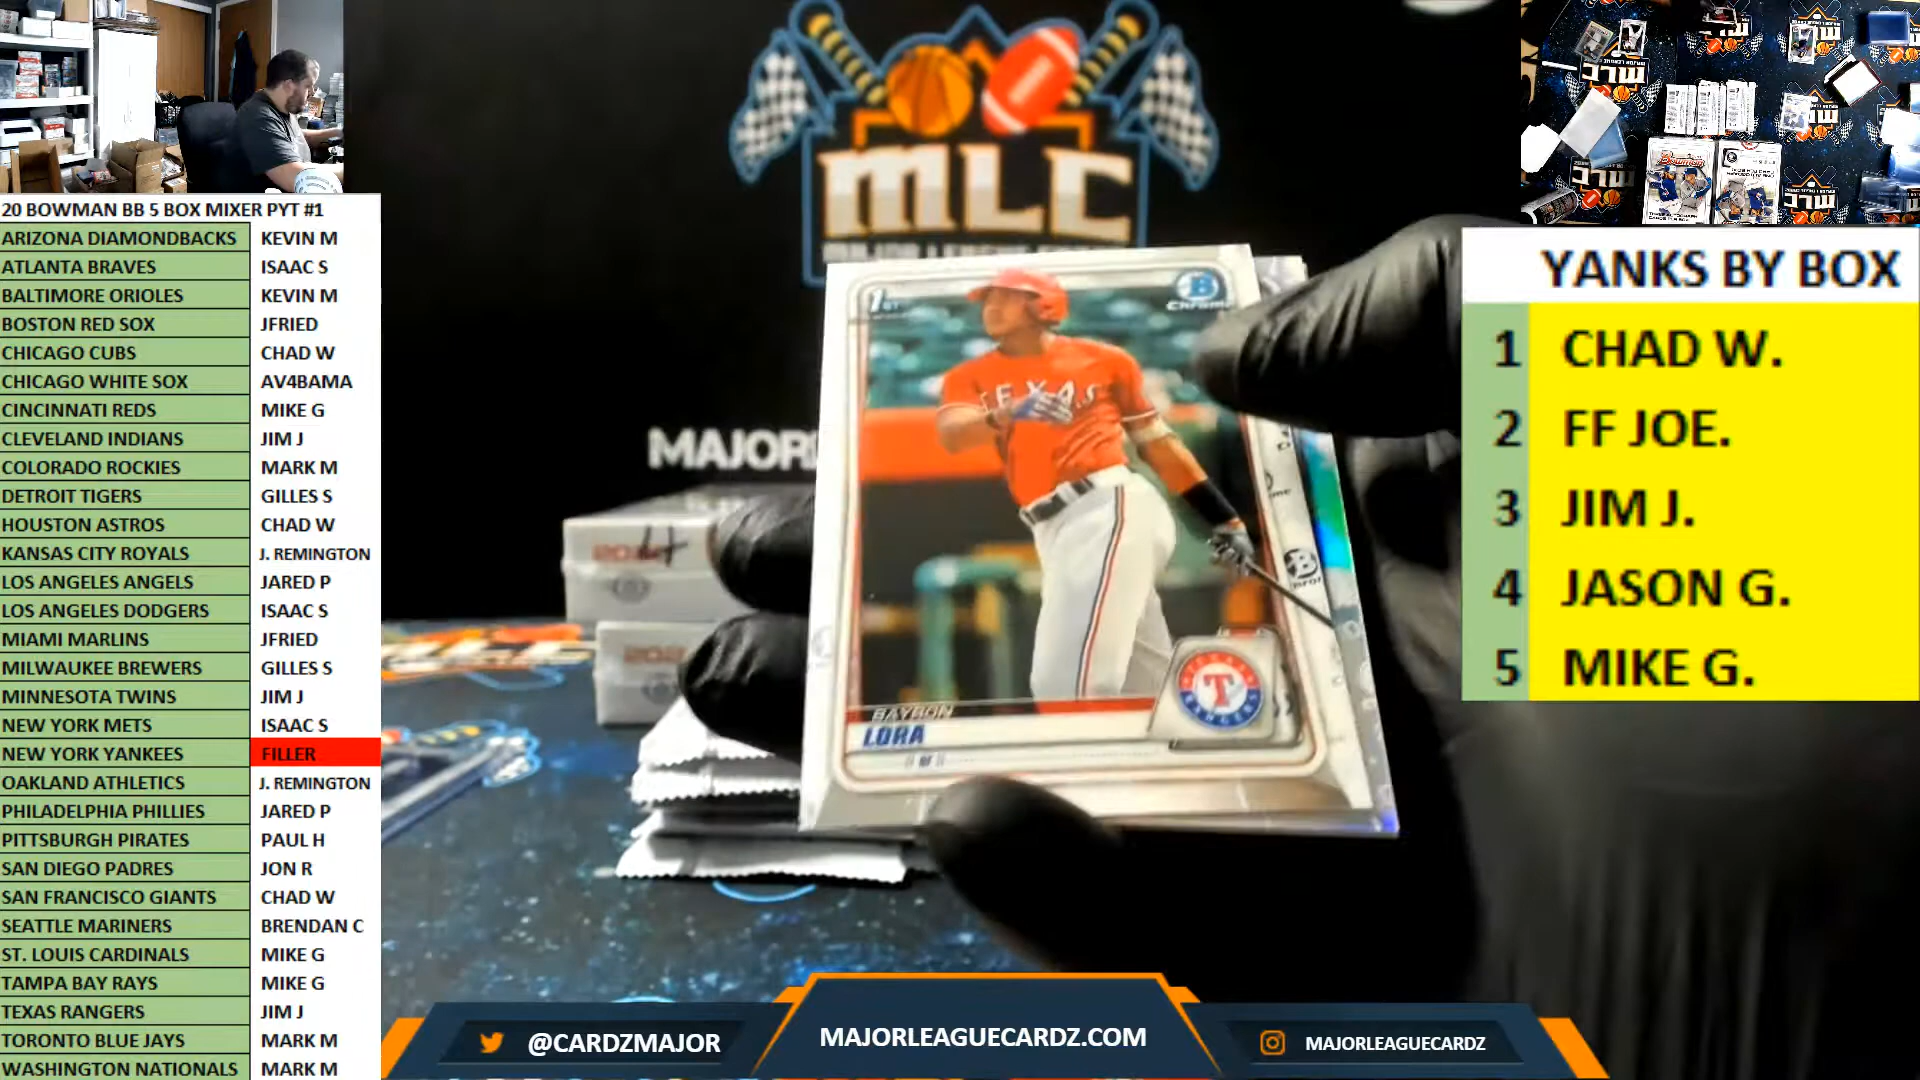 20 BOWMAN BB 5 BOX MIXER PYT #1
ARIZONA DIAMONDBACKS KEVIN M
ATLANTA BRAVES ISAAC S
BALTIMORE ORIOLES KEVIN M
BOSTON RED SOX JFRIED
CHICAGO CUBS CHAD W
CHICAGO WHITE SOX AV4BAMA
CINCINNATI REDS MIKE G
CLEVELAND INDIANS JIM J
COLORADO ROCKIES MARK M
DETROIT TIGERS GILLES S
HOUSTON ASTROS CHAD W
KANSAS CITY ROYALS J. REMINGTON
LOS ANGELES ANGELS JARED P
LOS ANGELES DODGERS ISAAC S
MIAMI MARLINS JFRIED
MILWAUKEE BREWERS GILLES S
MINNESOTA TWINS JIM J
NEW YORK METS ISAAC S
NEW YORK YANKEES FILLER
OAKLAND ATHLETICS J. REMINGTON
PHILADELPHIA PHILLIES JARED P
PITTSBURGH PIRATES PAUL H
SAN DIEGO PADRES JON R
SAN FRANCISCO GIANTS CHAD W
SEATTLE MARINERS BRENDAN C
ST. LOUIS CARDINALS MIKE G
TAMPA BAY RAYS MIKE G
TEXAS RANGERS JIM J
TORONTO BLUE JAYS MARK M
WASHINGTON NATIONALS MARK M
MLC
MAJOR
1ST
B
Chrome
TEXAS
T
BAYRON
LORA
Bowman
YANKS BY BOX
1 CHAD W.
2 FF JOE.
3 JIM J.
4 JASON G.
5 MIKE G.
@CARDZMAJOR
MAJORLEAGUECARDZ.COM
MAJORLEAGUECARDZ